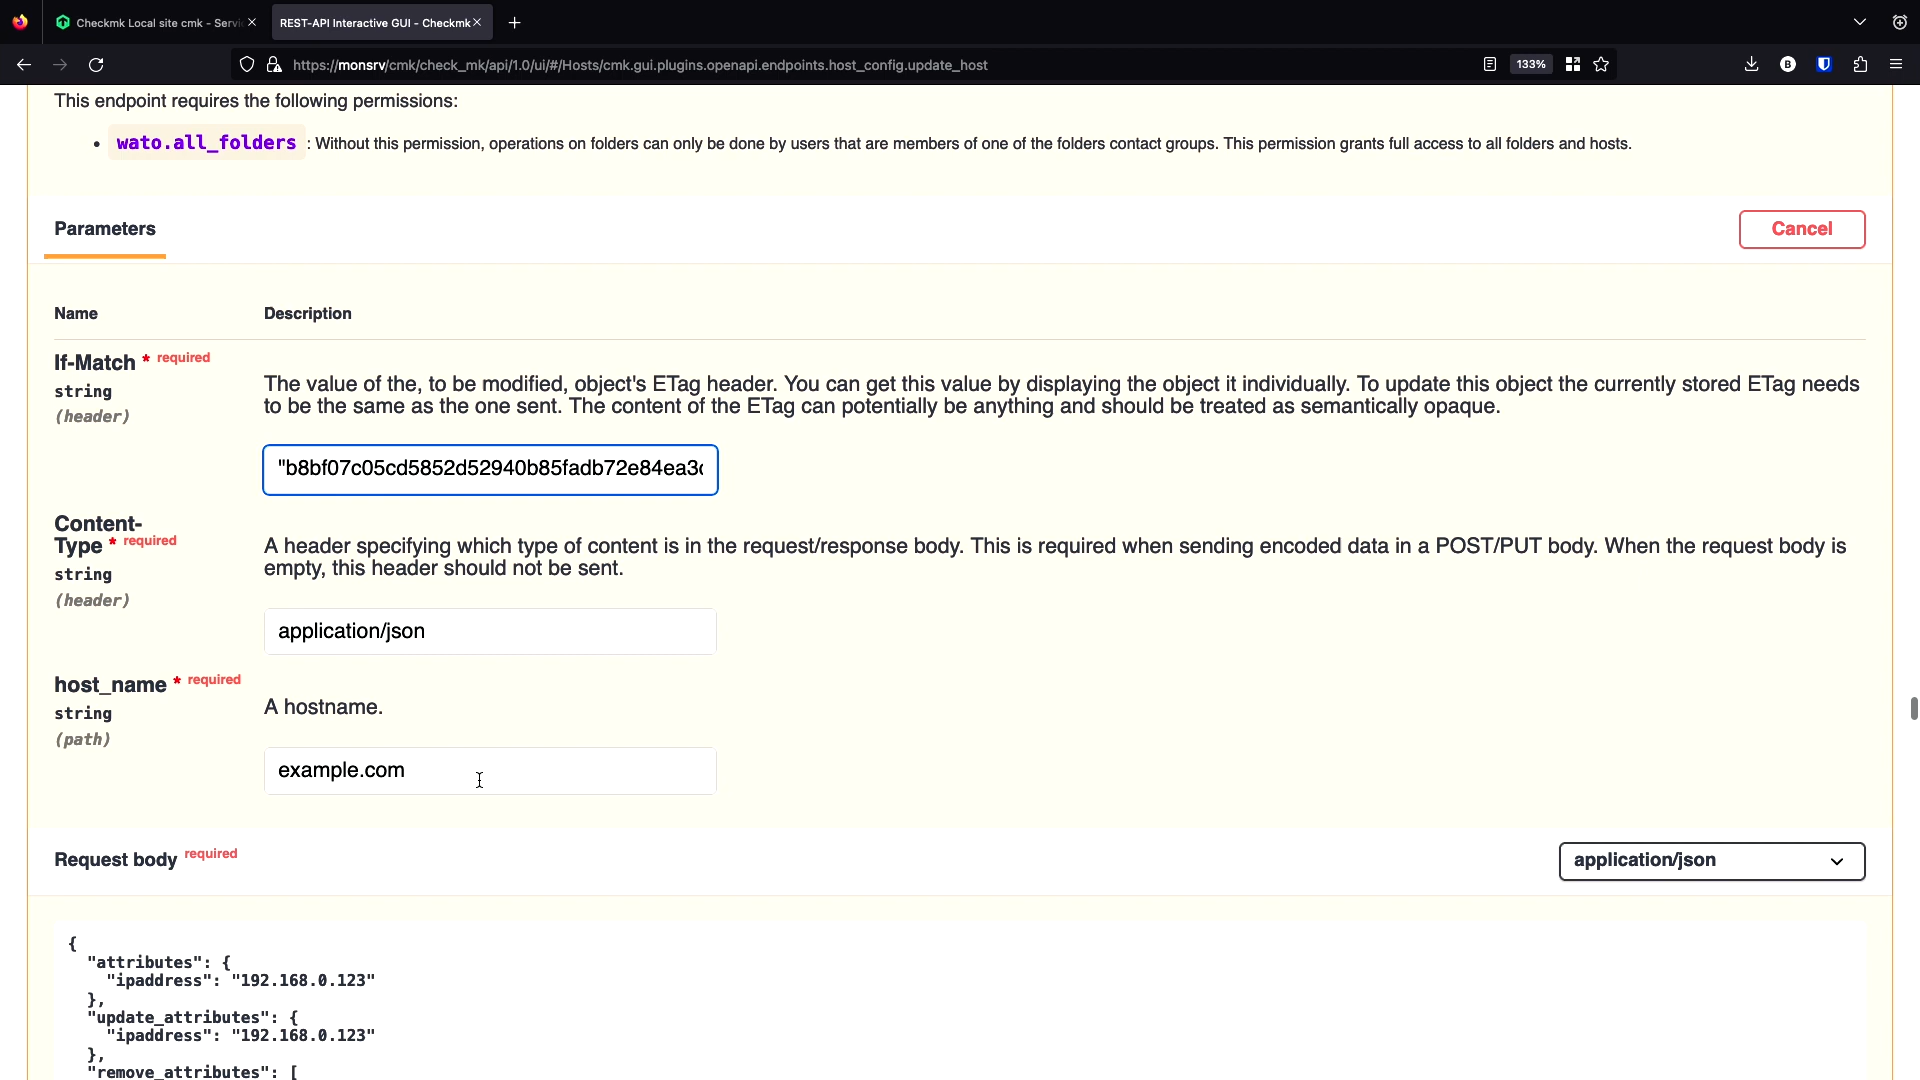 Checkmk Local site cmk - Servi
REST-API Interactive GUI - Checkmk
https://monsrv/cmk/check_mk/api/1.0/ui/#/Hosts/cmk.gui.plugins.openapi.endpoints.host_config.update_host
133%
B
This endpoint requires the following permissions:
• wato.all_folders : Without this permission, operations on folders can only be done by users that are members of one of the folders contact groups. This permission grants full access to all folders and hosts.
Parameters
Cancel
Name Description
If-Match * required
string
(header)
The value of the, to be modified, object's ETag header. You can get this value by displaying the object it individually. To update this object the currently stored ETag needs
to be the same as the one sent. The content of the ETag can potentially be anything and should be treated as semantically opaque.
"b8bf07c05cd5852d52940b85fadb72e84ea3
Content-
Type * required
string
(header)
A header specifying which type of content is in the request/response body. This is required when sending encoded data in a POST/PUT body. When the request body is
empty, this header should not be sent.
application/json
host_name * required
string
(path)
A hostname.
example.com
Request body required
application/json
{
"attributes": {
"ipaddress": "192.168.0.123"
},
"update_attributes": {
"ipaddress": "192.168.0.123"
},
"remove_attributes": [